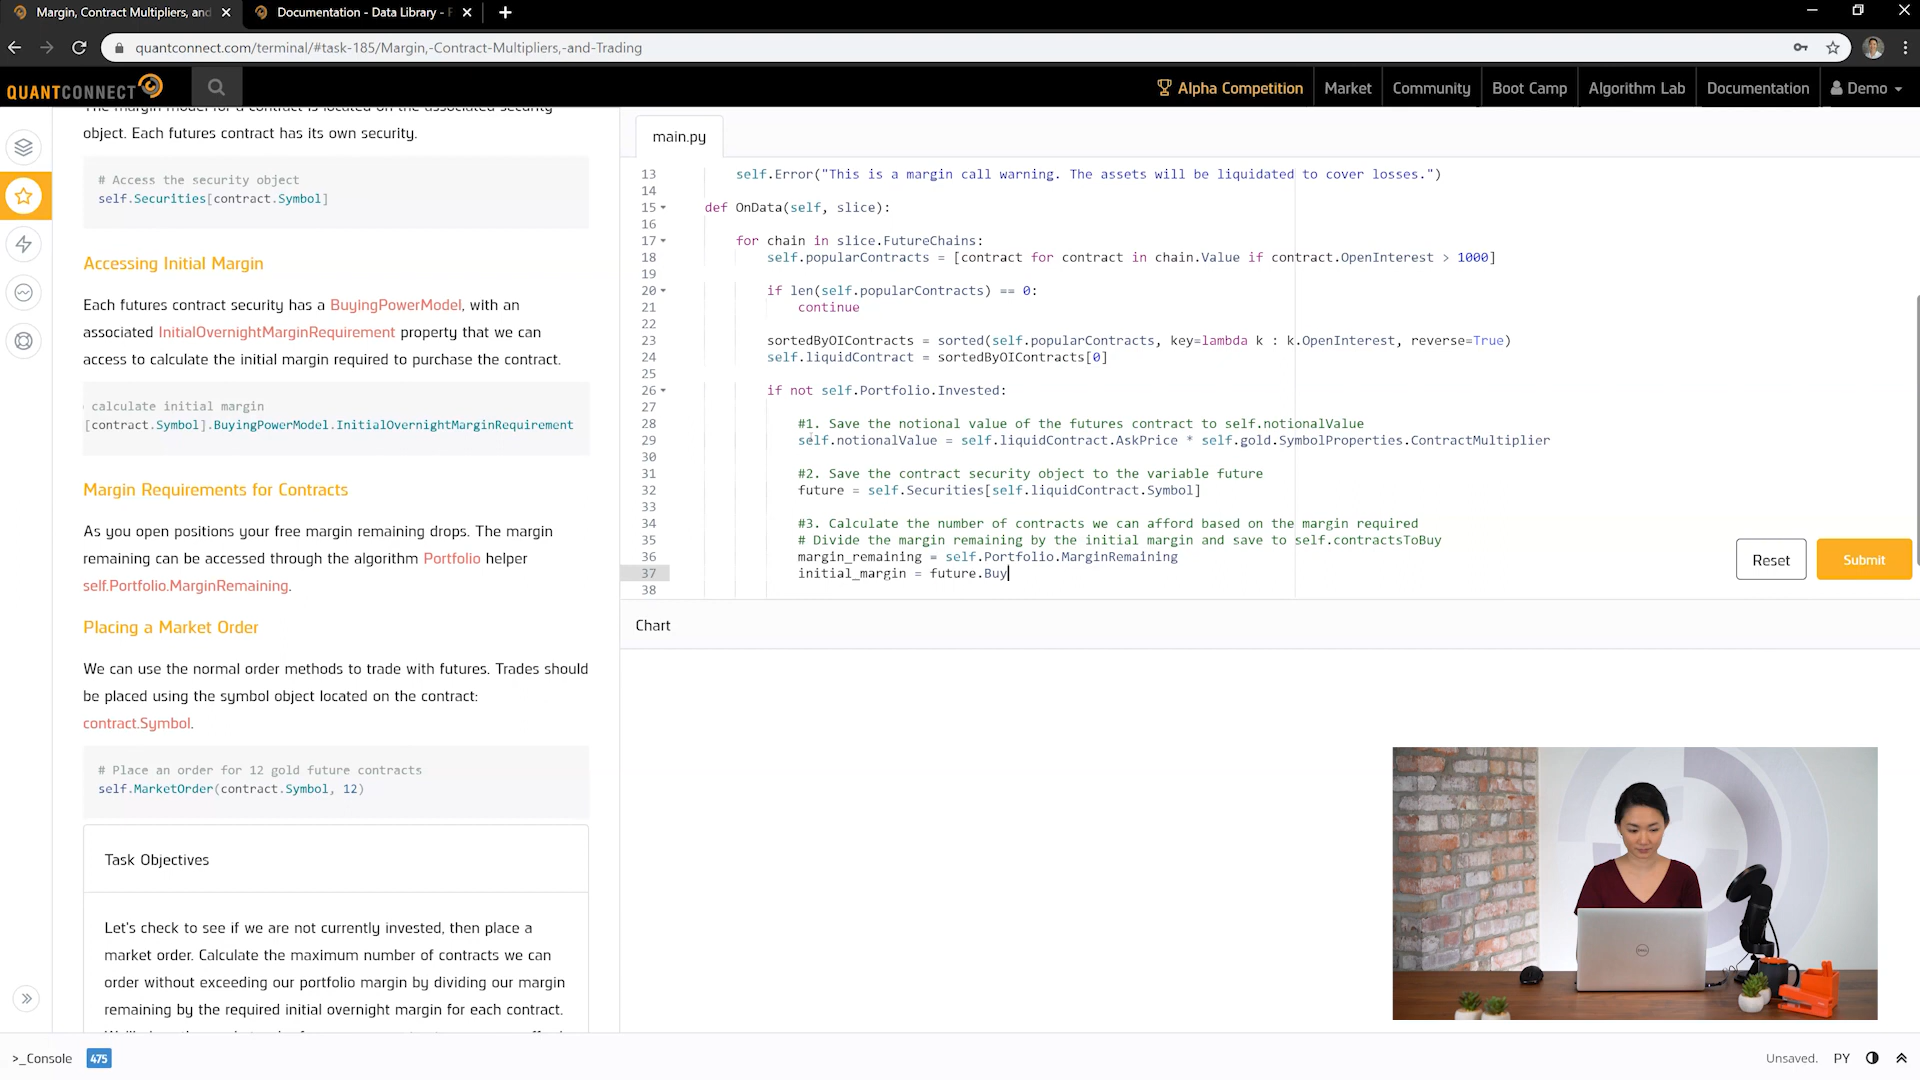 Margin, Contract Multipliers, and
Documentation - Data Library -
quantconnect.com/terminal/#task-185/Margin,-Contract-Multipliers,-and-Trading
QUANTCONNECT
Alpha Competition
Market
Community
Boot Camp
Algorithm Lab
Documentation
Demo
The margin model for a contract is located on the associated security
object. Each futures contract has its own security.
# Access the security object
self.Securities[contract.Symbol]
Accessing Initial Margin
Each futures contract security has a BuyingPowerModel, with an
associated InitialOvernightMarginRequirement property that we can
access to calculate the initial margin required to purchase the contract.
calculate initial margin
[contract.Symbol].BuyingPowerModel.InitialOvernightMarginRequirement
Margin Requirements for Contracts
As you open positions your free margin remaining drops. The margin
remaining can be accessed through the algorithm Portfolio helper
self.Portfolio.MarginRemaining.
Placing a Market Order
We can use the normal order methods to trade with futures. Trades should
be placed using the symbol object located on the contract:
contract.Symbol.
# Place an order for 12 gold future contracts
self.MarketOrder(contract.Symbol, 12)
Task Objectives
Let's check to see if we are not currently invested, then place a
market order. Calculate the maximum number of contracts we can
order without exceeding our portfolio margin by dividing our margin
remaining by the required initial overnight margin for each contract.
main.py
13 self.Error("This is a margin call warning. The assets will be liquidated to cover losses.")
14
15 def OnData(self, slice):
16
17 for chain in slice.FutureChains:
18 self.popularContracts = [contract for contract in chain.Value if contract.OpenInterest > 1000]
19
20 if len(self.popularContracts) == 0:
21 continue
22
23 sortedByOIContracts = sorted(self.popularContracts, key=lambda k : k.OpenInterest, reverse=True)
24 self.liquidContract = sortedByOIContracts[0]
25
26 if not self.Portfolio.Invested:
27
28 #1. Save the notional value of the futures contract to self.notionalValue
29 self.notionalValue = self.liquidContract.AskPrice * self.gold.SymbolProperties.ContractMultiplier
30
31 #2. Save the contract security object to the variable future
32 future = self.Securities[self.liquidContract.Symbol]
33
34 #3. Calculate the number of contracts we can afford based on the margin required
35 # Divide the margin remaining by the initial margin and save to self.contractsToBuy
36 margin_remaining = self.Portfolio.MarginRemaining
37 initial_margin = future.Buy
38
Reset
Submit
Chart
>_Console
475
Unsaved.
PY